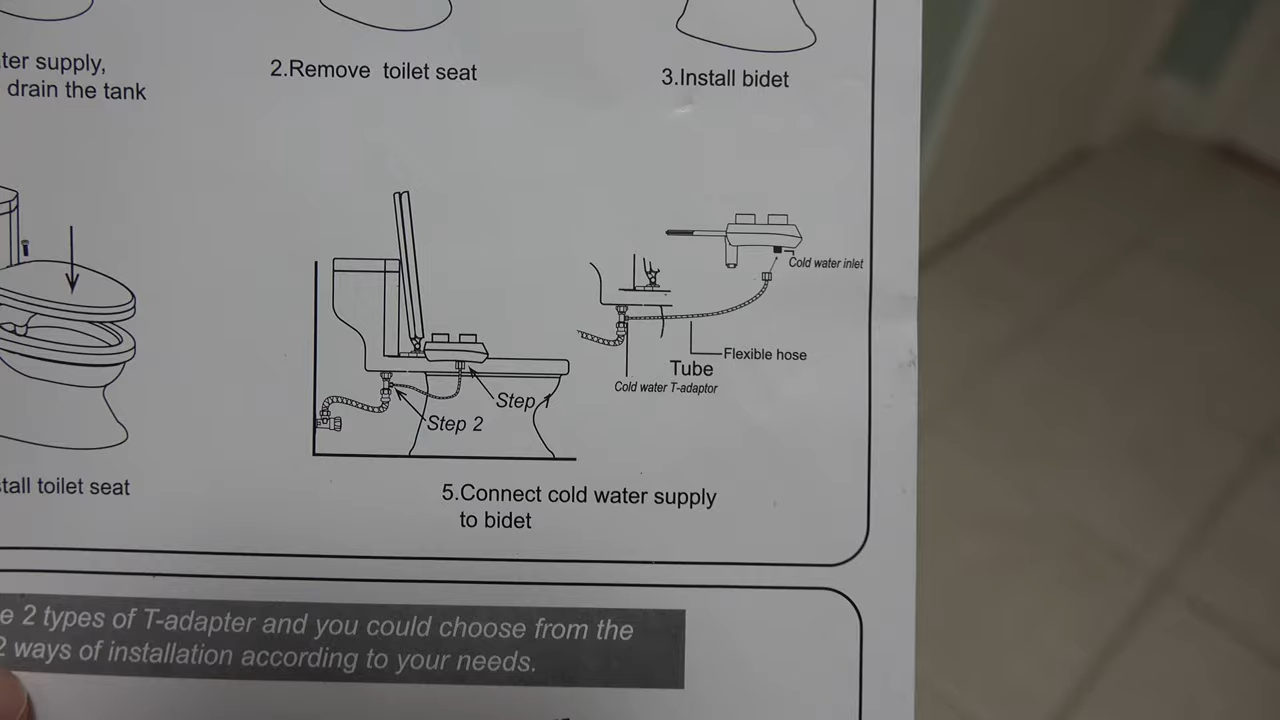 ter supply,
drain the tank
2.Remove toilet seat
3.Install bidet
Cold water inlet
Flexible hose
Tube
Cold water T-adaptor
Step 1
Step 2
tall toilet seat
5.Connect cold water supply
to bidet
e 2 types of T-adapter and you could choose from the
2 ways of installation according to your needs.